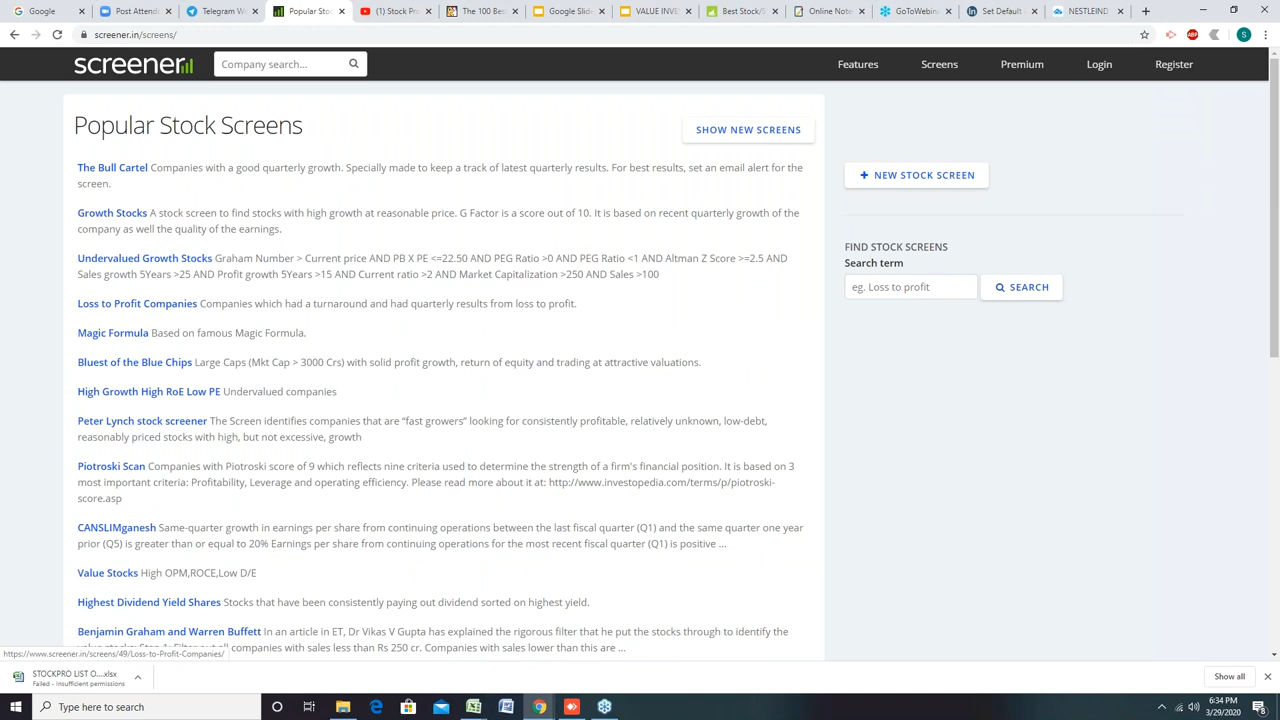 Google
Post Attende
Telegram We
Popular Stoc
(1) Stock Pro
The 100 Bes
Google Slide
VALUE INVE
Best Stock/S
Online Note
GoToWebin
Set Default
NESTLEIND
screener.in/screens/
S
screener
Company search...
Features
Screens
Premium
Login
Register
Popular Stock Screens
SHOW NEW SCREENS
The Bull Cartel Companies with a good quarterly growth. Specially made to keep a track of latest quarterly results. For best results, set an email alert for the
screen.
Growth Stocks A stock screen to find stocks with high growth at reasonable price. G Factor is a score out of 10. It is based on recent quarterly growth of the
company as well the quality of the earnings.
Undervalued Growth Stocks Graham Number > Current price AND PB X PE <=22.50 AND PEG Ratio >0 AND PEG Ratio <1 AND Altman Z Score >=2.5 AND
Sales growth 5Years >25 AND Profit growth 5Years >15 AND Current ratio >2 AND Market Capitalization >250 AND Sales >100
Loss to Profit Companies Companies which had a turnaround and had quarterly results from loss to profit.
Magic Formula Based on famous Magic Formula.
Bluest of the Blue Chips Large Caps (Mkt Cap > 3000 Crs) with solid profit growth, return of equity and trading at attractive valuations.
High Growth High RoE Low PE Undervalued companies
Peter Lynch stock screener The Screen identifies companies that are “fast growers” looking for consistently profitable, relatively unknown, low-debt,
reasonably priced stocks with high, but not excessive, growth
Piotroski Scan Companies with Piotroski score of 9 which reflects nine criteria used to determine the strength of a firm's financial position. It is based on 3
most important criteria: Profitability, Leverage and operating efficiency. Please read more about it at: http://www.investopedia.com/terms/p/piotroski-
score.asp
CANSLIMganesh Same-quarter growth in earnings per share from continuing operations between the last fiscal quarter (Q1) and the same quarter one year
prior (Q5) is greater than or equal to 20% Earnings per share from continuing operations for the most recent fiscal quarter (Q1) is positive ...
Value Stocks High OPM,ROCE,Low D/E
Highest Dividend Yield Shares Stocks that have been consistently paying out dividend sorted on highest yield.
Benjamin Graham and Warren Buffett In an article in ET, Dr Vikas V Gupta has explained the rigorous filter that he put the stocks through to identify the
companies with sales less than Rs 250 cr. Companies with sales lower than this are ...
+ NEW STOCK SCREEN
FIND STOCK SCREENS
Search term
eg. Loss to profit
SEARCH
https://www.screener.in/screens/49/Loss-to-Profit-Companies/
STOCKPRO LIST O....xlsx
Failed - Insufficient permissions
Show all
Type here to search
6:34 PM
3/29/2020
8